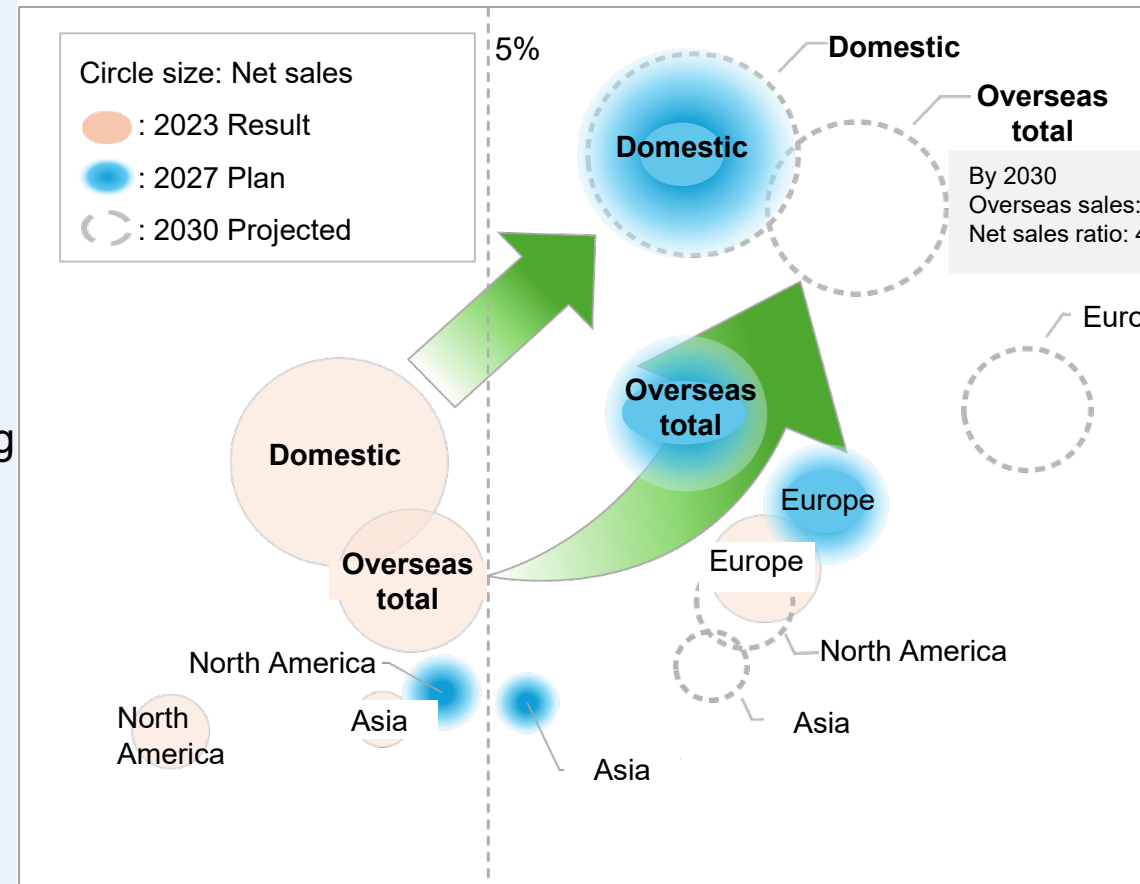 5%
Circle size: Net sales
: 2023 Result
: 2027 Plan
: 2030 Projected
Domestic
Overseas
total
Domestic
By 2030
Overseas sales:
Net sales ratio: 4
Euro
Overseas
total
g
Domestic
Europe
Europe
Overseas
total
North America
North America
North
America
Asia
Asia
Asia